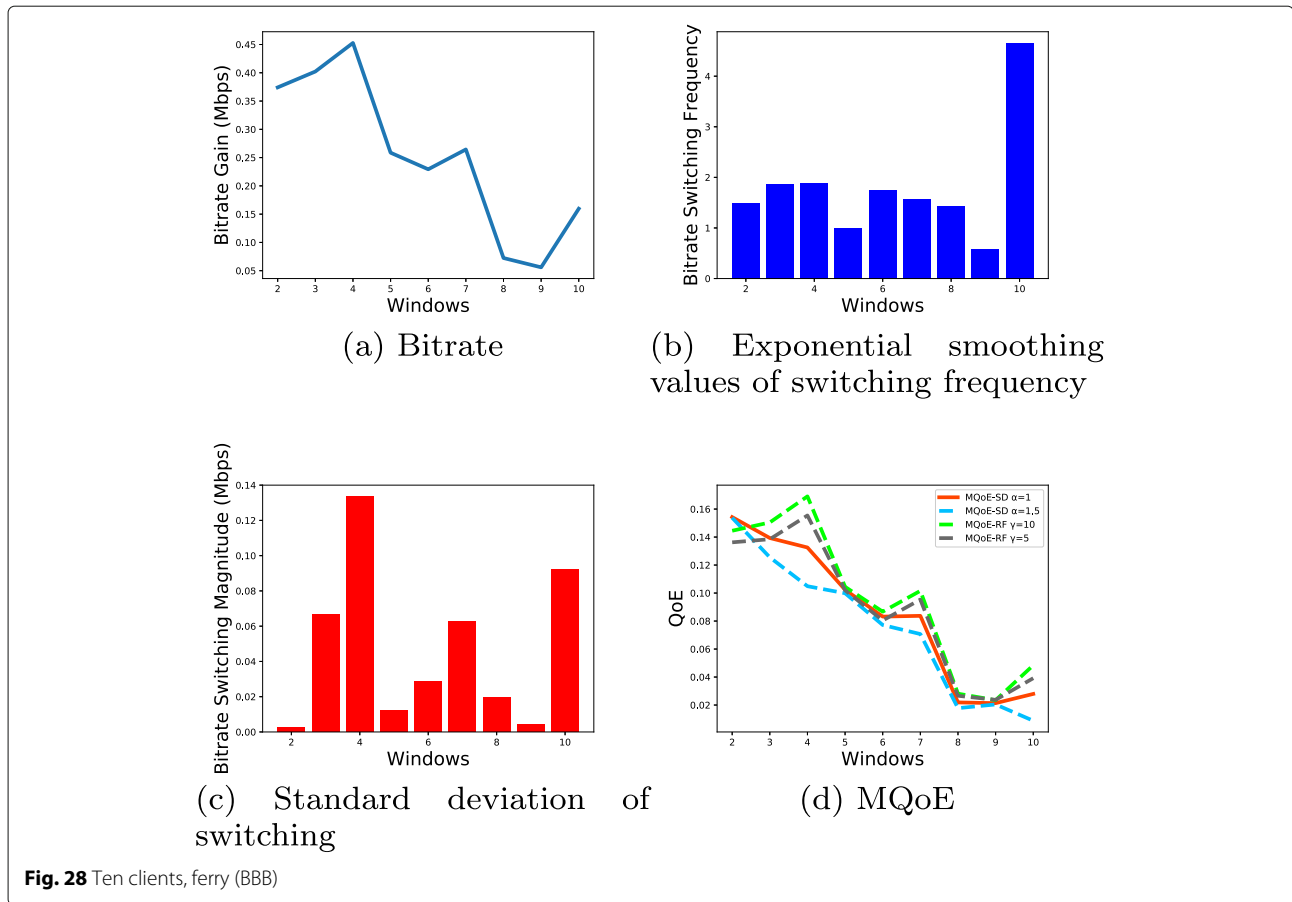 0.45
0.40
0.35
0.30
0.25
0.20
0.15
0.10
0.05
Bitrate Gain (Mbps)
2 3 4 5 6 7 8 9 10
Windows
(a) Bitrate
4
3
2
1
0
Bitrate Switching Frequency
2 4 6 8 10
Windows
(b) Exponential smoothing
values of switching frequency
0.14
0.12
0.10
0.08
0.06
0.04
0.02
0.00
Bitrate Switching Magnitude (Mbps)
2 4 6 8 10
Windows
(c) Standard deviation of
switching
0.16
0.14
0.12
0.10
0.08
0.06
0.04
0.02
QoE
MQoE-SD α=1
MQoE-SD α=1,5
MQoE-RF γ=10
MQoE-RF γ=5
2 3 4 5 6 7 8 9 10
Windows
(d) MQoE
Fig. 28 Ten clients, ferry (BBB)